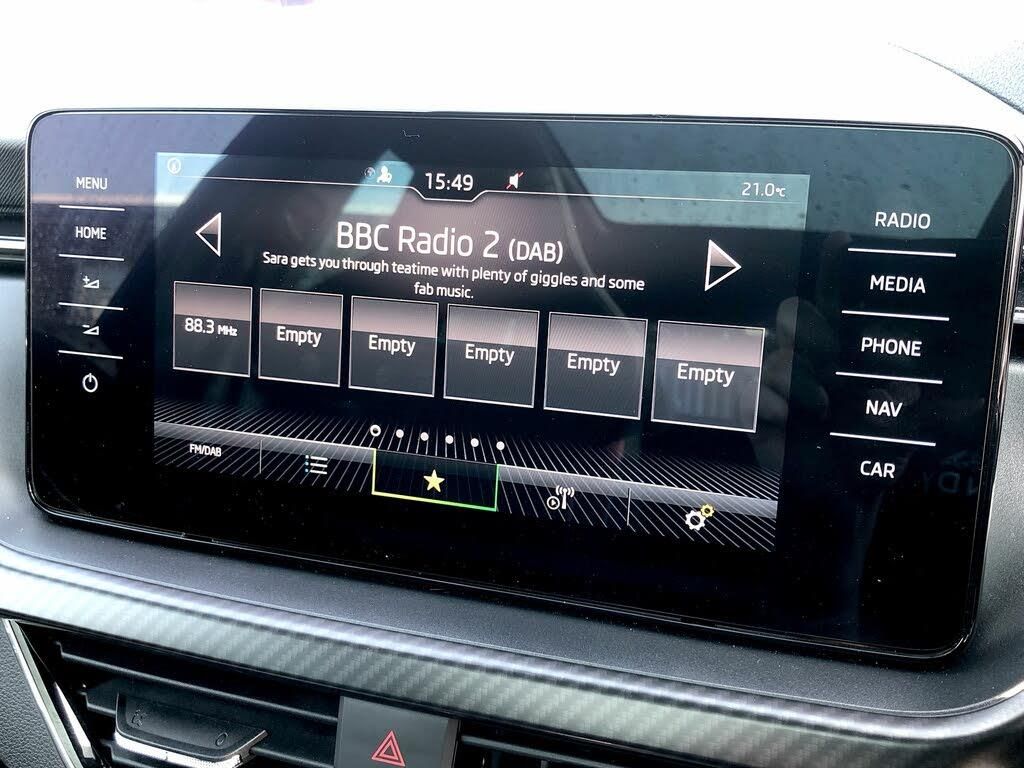 MENU
HOME
15:49
21.0°C
BBC Radio 2 (DAB)
Sara gets you through teatime with plenty of giggles and some
fab music.
88.3 MHz
Empty
Empty
Empty
Empty
Empty
FM/DAB
RADIO
MEDIA
PHONE
NAV
CAR